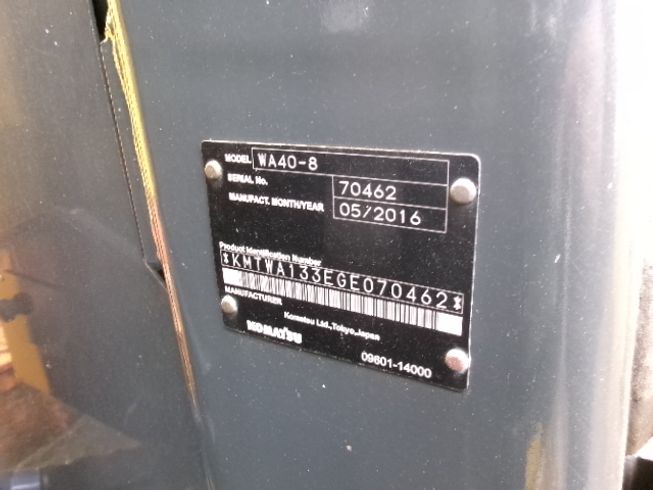 MODEL WA40-8
SERIAL No. 70462
MANUFACT. MONTH/YEAR 05/2016
Product Identification Number
*KMTWA133EGE070462*
MANUFACTURER
Komatsu Ltd.,Tokyo,Japan
KOMATSU
09601-14000